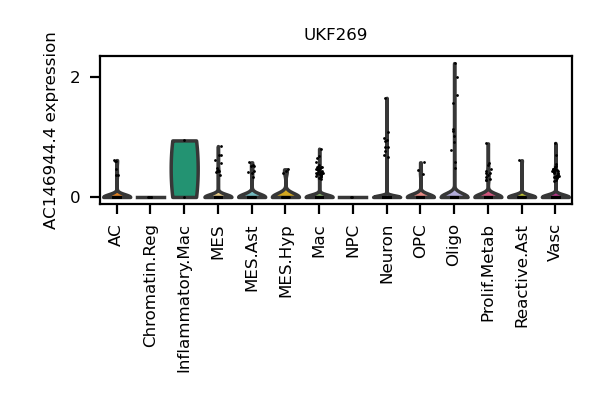 UKF269
AC146944.4 expression
2
0
AC
Chromatin.Reg
Inflammatory.Mac
MES
MES.Ast
MES.Hyp
Mac
NPC
Neuron
OPC
Oligo
Prolif.Metab
Reactive.Ast
Vasc